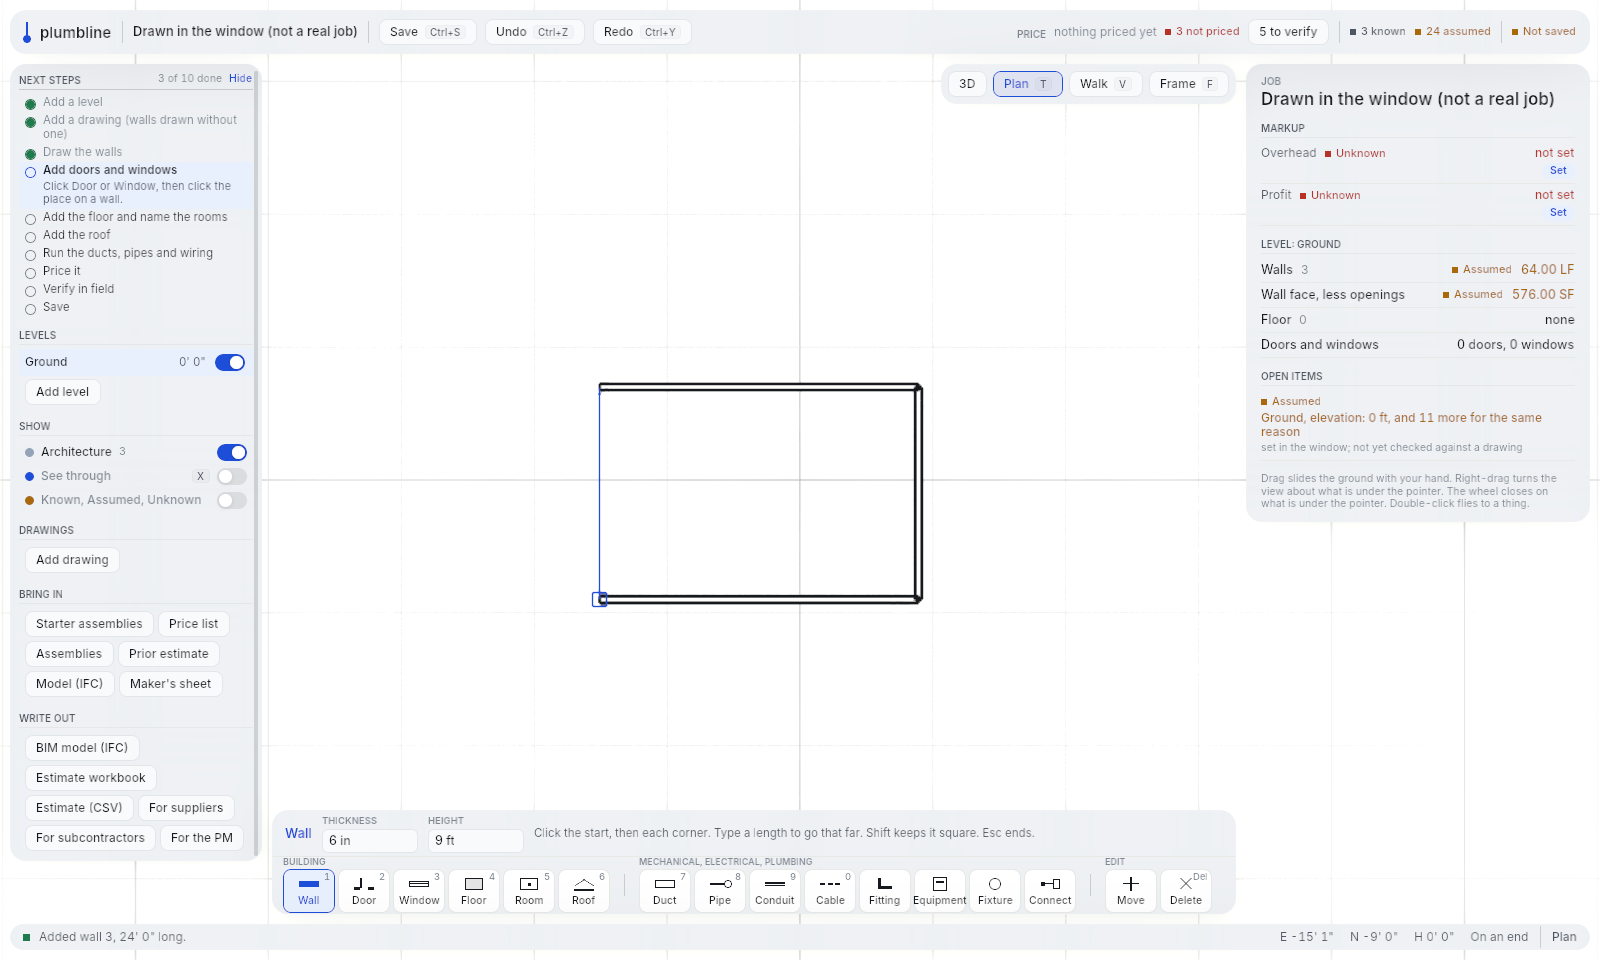 plumbline
Drawn in the window (not a real job)
Save Ctrl+S
Undo Ctrl+Z
Redo Ctrl+Y
PRICE nothing priced yet
3 not priced
5 to verify
3 known
24 assumed
Not saved
NEXT STEPS 3 of 10 done Hide
Add a level
Add a drawing (walls drawn without
one)
Draw the walls
Add doors and windows
Click Door or Window, then click the
place on a wall.
Add the floor and name the rooms
Add the roof
Run the ducts, pipes and wiring
Price it
Verify in field
Save
LEVELS
Ground 0' 0"
Add level
SHOW
Architecture 3
See through X
Known, Assumed, Unknown
DRAWINGS
Add drawing
BRING IN
Starter assemblies Price list
Assemblies Prior estimate
Model (IFC) Maker's sheet
WRITE OUT
BIM model (IFC)
Estimate workbook
Estimate (CSV) For suppliers
For subcontractors For the PM
3D
Plan T
Walk V
Frame F
JOB
Drawn in the window (not a real job)
MARKUP
Overhead Unknown not set
Set
Profit Unknown not set
Set
LEVEL: GROUND
Walls 3 Assumed 64.00 LF
Wall face, less openings Assumed 576.00 SF
Floor 0 none
Doors and windows 0 doors, 0 windows
OPEN ITEMS
Assumed
Ground, elevation: 0 ft, and 11 more for the same
reason
set in the window; not yet checked against a drawing
Drag slides the ground with your hand. Right-drag turns the
view about what is under the pointer. The wheel closes on
what is under the pointer. Double-click flies to a thing.
Wall
THICKNESS
6 in
HEIGHT
9 ft
Click the start, then each corner. Type a length to go that far. Shift keeps it square. Esc ends.
BUILDING
Wall 1
Door 2
Window 3
Floor 4
Room 5
Roof 6
MECHANICAL, ELECTRICAL, PLUMBING
Duct 7
Pipe 8
Conduit 9
Cable 0
Fitting
Equipment
Fixture
Connect
EDIT
Move
Delete Del
Added wall 3, 24' 0" long.
E -15' 1" N -9' 0" H 0' 0" On an end Plan